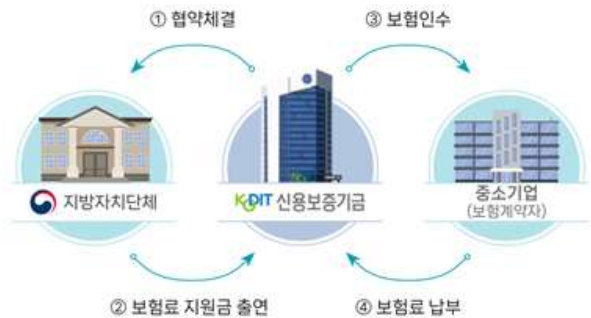 ① 협약체결
③ 보험인수
지방자치단체
KODIT 신용보증기금
중소기업
(보험계약자)
② 보험료 지원금 출연
④ 보험료 납부